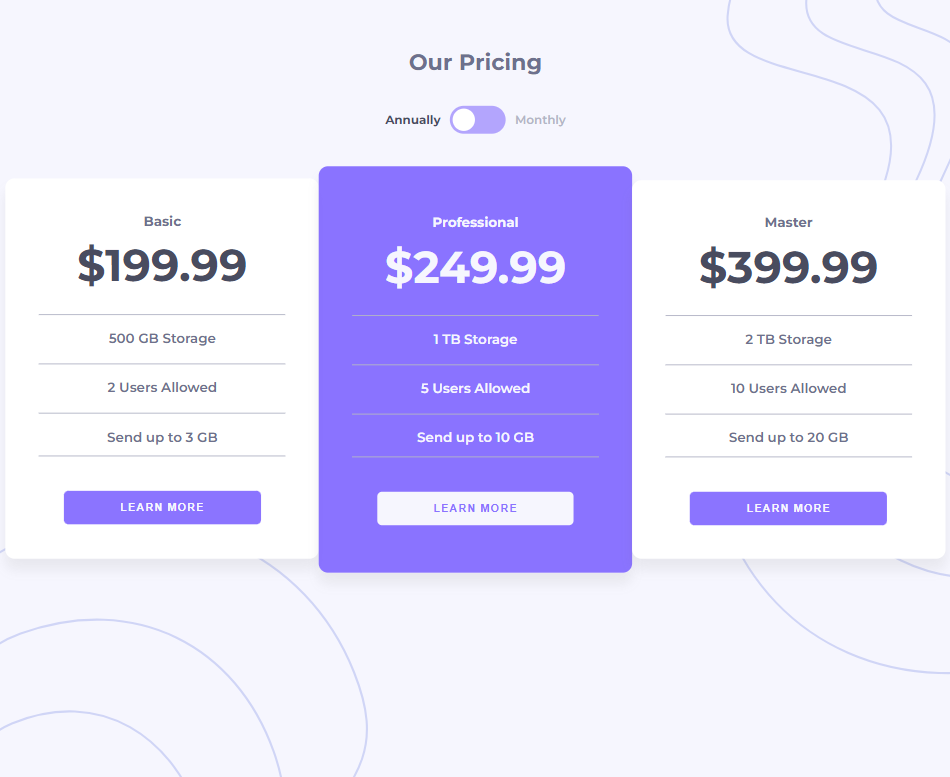 Our Pricing
Annually Monthly
Basic
$199.99
500 GB Storage
2 Users Allowed
Send up to 3 GB
LEARN MORE
Professional
$249.99
1 TB Storage
5 Users Allowed
Send up to 10 GB
LEARN MORE
Master
$399.99
2 TB Storage
10 Users Allowed
Send up to 20 GB
LEARN MORE